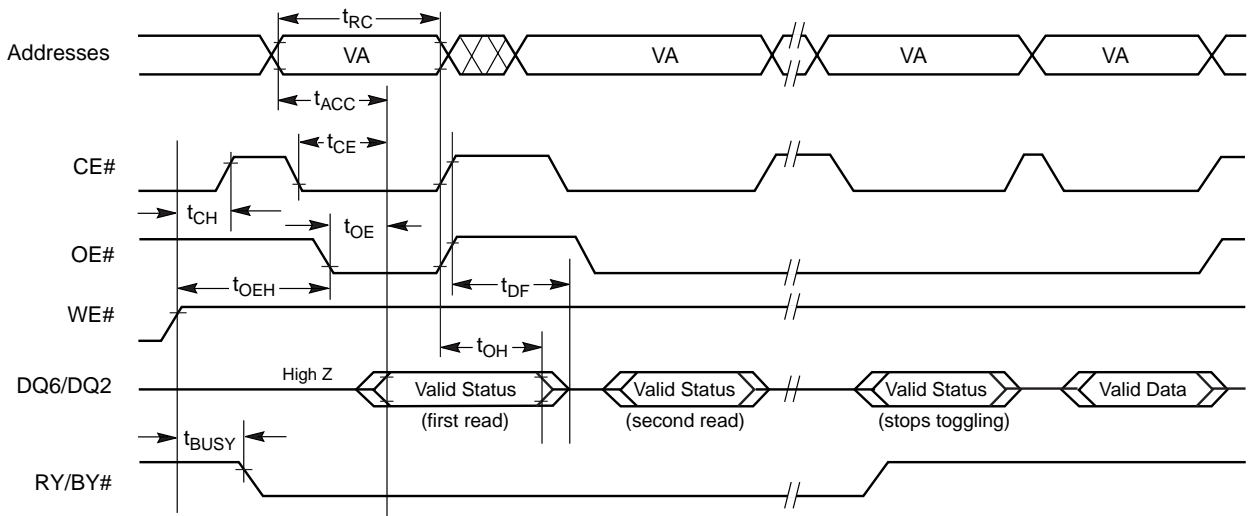 tRC
Addresses VA VA VA VA
tACC
tCE
CE#
tCH tOE
OE#
tOEH tDF
WE#
tOH
High Z
DQ6/DQ2 Valid Status Valid Status Valid Status Valid Data
(first read) (second read) (stops toggling)
tBUSY
RY/BY#